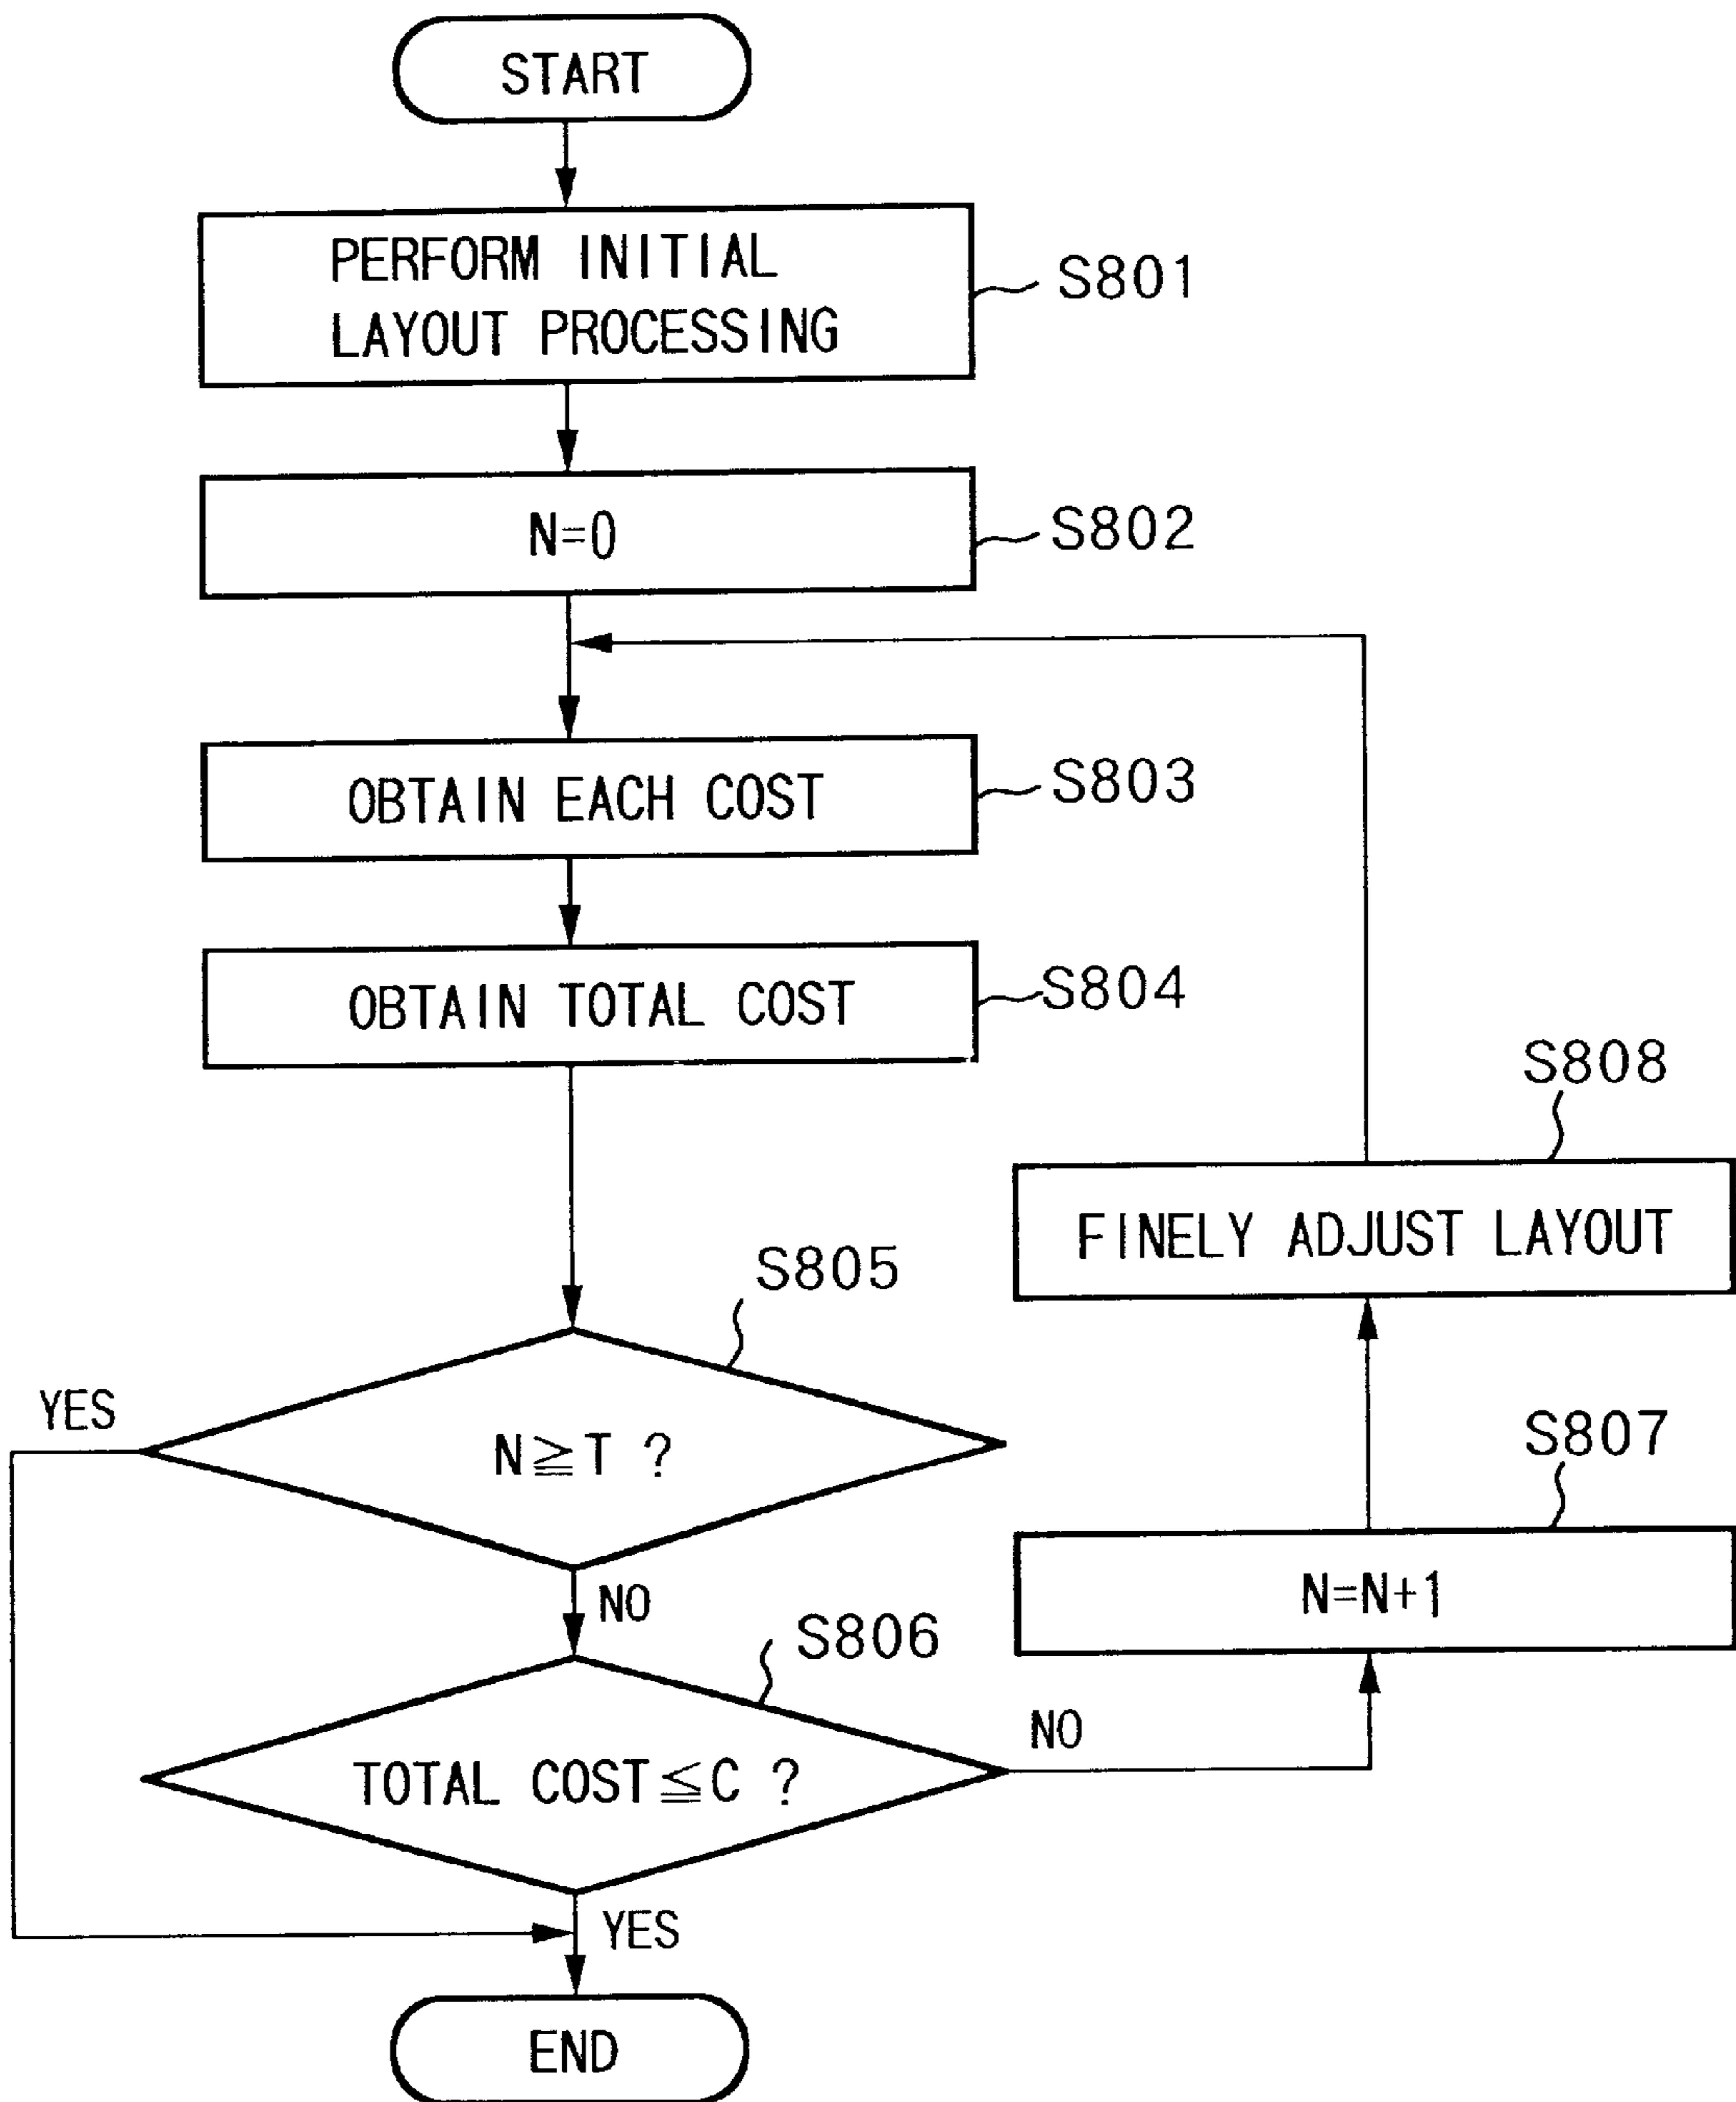 START
PERFORM INITIAL
LAYOUT PROCESSING
S801
N=0
S802
OBTAIN EACH COST
S803
OBTAIN TOTAL COST
S804
S808
FINELY ADJUST LAYOUT
S805
YES
N≧T ?
S807
N=N+1
NO
S806
NO
TOTAL COST≦C ?
YES
END